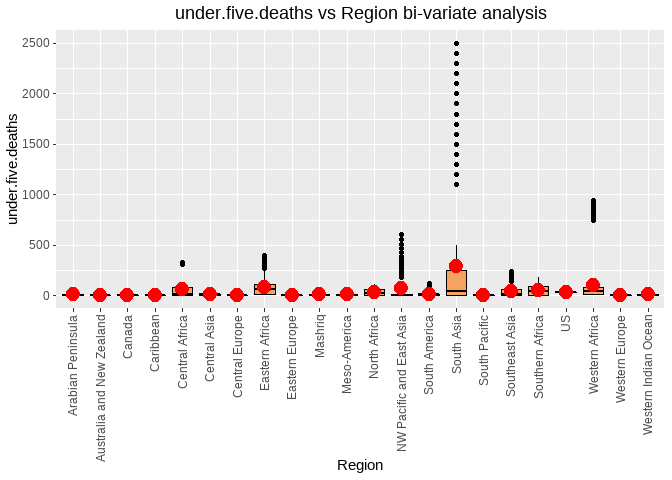 under.five.deaths vs Region bi-variate analysis
under.five.deaths
2500
2000
1500
1000
500
0
Arabian Peninsula
Australia and New Zealand
Canada
Caribbean
Central Africa
Central Asia
Central Europe
Eastern Africa
Eastern Europe
Mashriq
Meso-America
North Africa
NW Pacific and East Asia
South America
South Asia
South Pacific
Southeast Asia
Southern Africa
US
Western Africa
Western Europe
Western Indian Ocean
Region